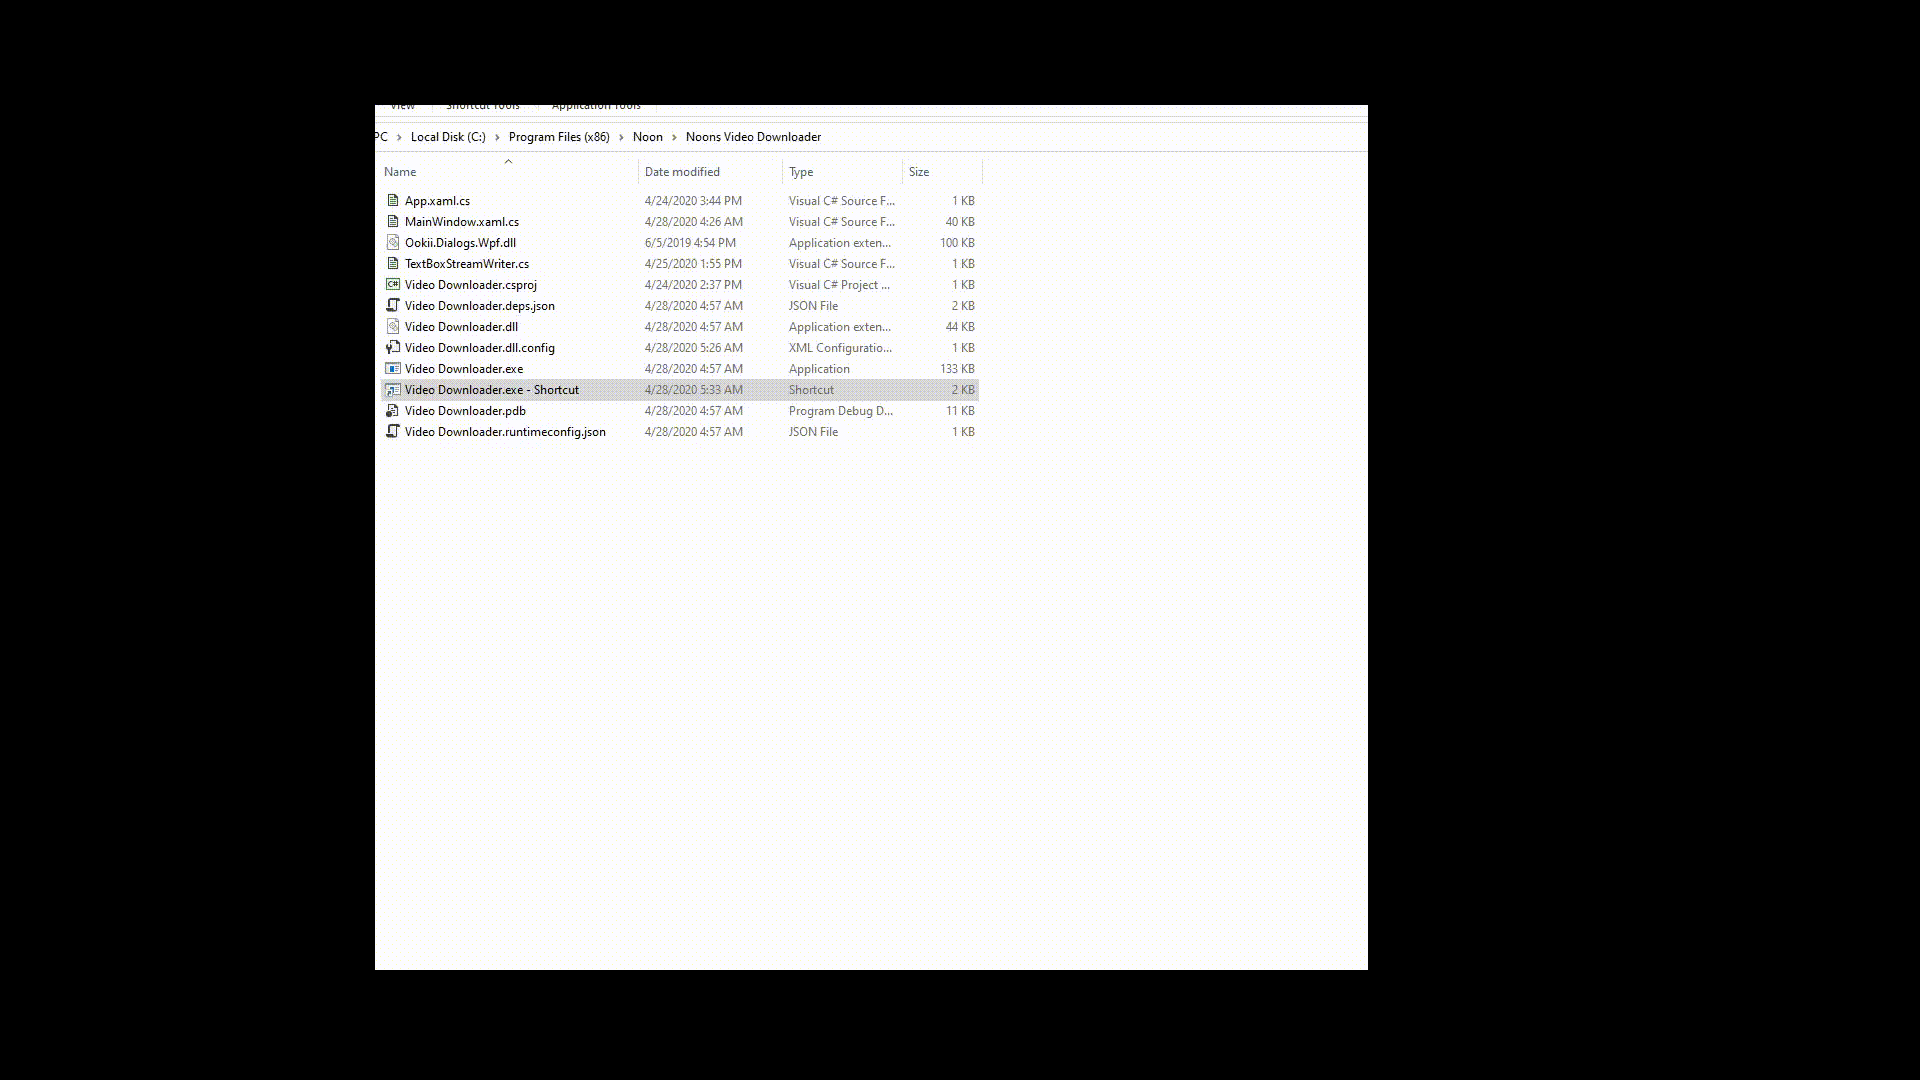 View Shortcut Tools Application Tools
PC > Local Disk (C:) > Program Files (x86) > Noon > Noons Video Downloader
Name Date modified Type Size
App.xaml.cs 4/24/2020 3:44 PM Visual C# Source F... 1 KB
MainWindow.xaml.cs 4/28/2020 4:26 AM Visual C# Source F... 40 KB
Ookii.Dialogs.Wpf.dll 6/5/2019 4:54 PM Application exten... 100 KB
TextBoxStreamWriter.cs 4/25/2020 1:55 PM Visual C# Source F... 1 KB
Video Downloader.csproj 4/24/2020 2:37 PM Visual C# Project ... 1 KB
Video Downloader.deps.json 4/28/2020 4:57 AM JSON File 2 KB
Video Downloader.dll 4/28/2020 4:57 AM Application exten... 44 KB
Video Downloader.dll.config 4/28/2020 5:26 AM XML Configuratio... 1 KB
Video Downloader.exe 4/28/2020 4:57 AM Application 133 KB
Video Downloader.exe - Shortcut 4/28/2020 5:33 AM Shortcut 2 KB
Video Downloader.pdb 4/28/2020 4:57 AM Program Debug D... 11 KB
Video Downloader.runtimeconfig.json 4/28/2020 4:57 AM JSON File 1 KB